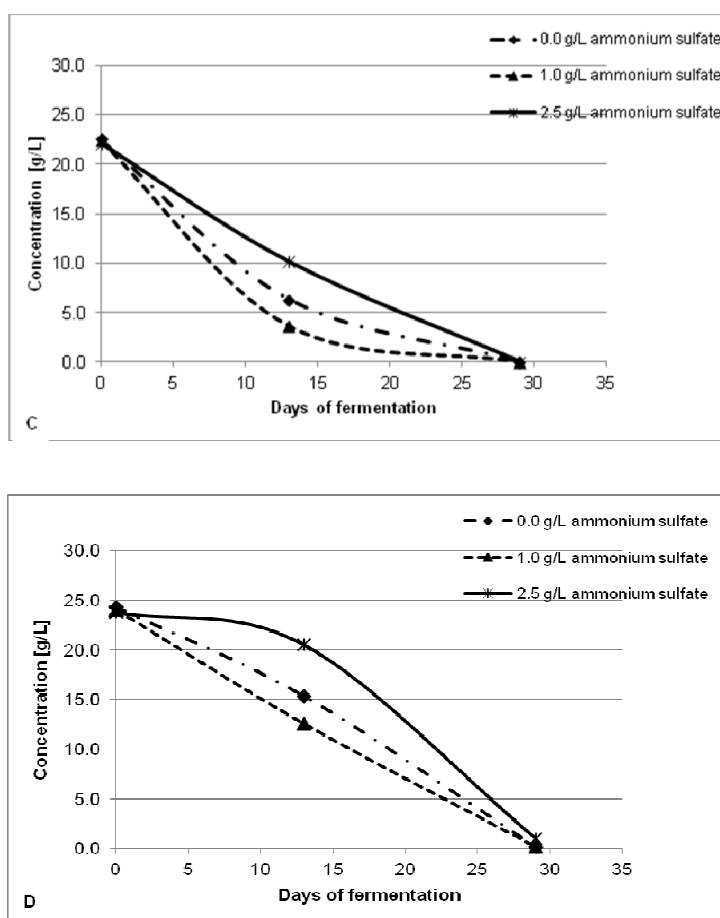 0.0 g/L ammonium sulfate
1.0 g/L ammonium sulfate
2.5 g/L ammonium sulfate
Concentration [g/L]
30.0
25.0
20.0
15.0
10.0
5.0
0.0
0 5 10 15 20 25 30 35
Days of fermentation
C
0.0 g/L ammonium sulfate
1.0 g/L ammonium sulfate
2.5 g/L ammonium sulfate
Concentration [g/L]
30.0
25.0
20.0
15.0
10.0
5.0
0.0
0 5 10 15 20 25 30 35
Days of fermentation
D